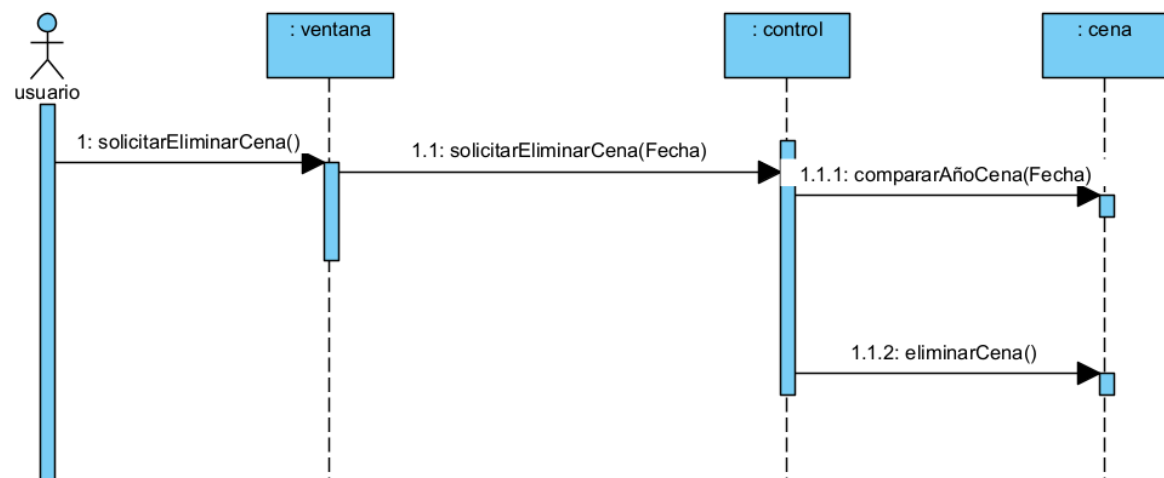 : ventana
: control
: cena
usuario
1: solicitarEliminarCena()
1.1: solicitarEliminarCena(Fecha)
1.1.1: compararAñoCena(Fecha)
1.1.2: eliminarCena()